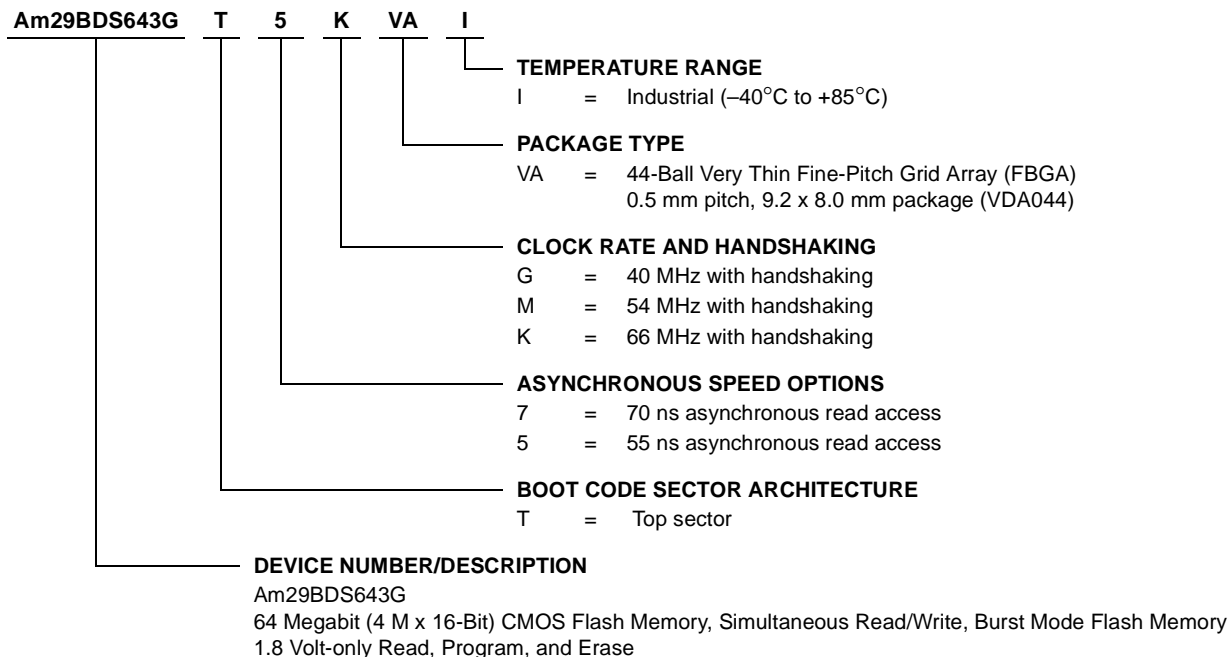 Am29BDS643G T 5 K VA I
TEMPERATURE RANGE
I = Industrial (–40°C to +85°C)
PACKAGE TYPE
VA = 44-Ball Very Thin Fine-Pitch Grid Array (FBGA)
0.5 mm pitch, 9.2 x 8.0 mm package (VDA044)
CLOCK RATE AND HANDSHAKING
G = 40 MHz with handshaking
M = 54 MHz with handshaking
K = 66 MHz with handshaking
ASYNCHRONOUS SPEED OPTIONS
7 = 70 ns asynchronous read access
5 = 55 ns asynchronous read access
BOOT CODE SECTOR ARCHITECTURE
T = Top sector
DEVICE NUMBER/DESCRIPTION
Am29BDS643G
64 Megabit (4 M x 16-Bit) CMOS Flash Memory, Simultaneous Read/Write, Burst Mode Flash Memory
1.8 Volt-only Read, Program, and Erase